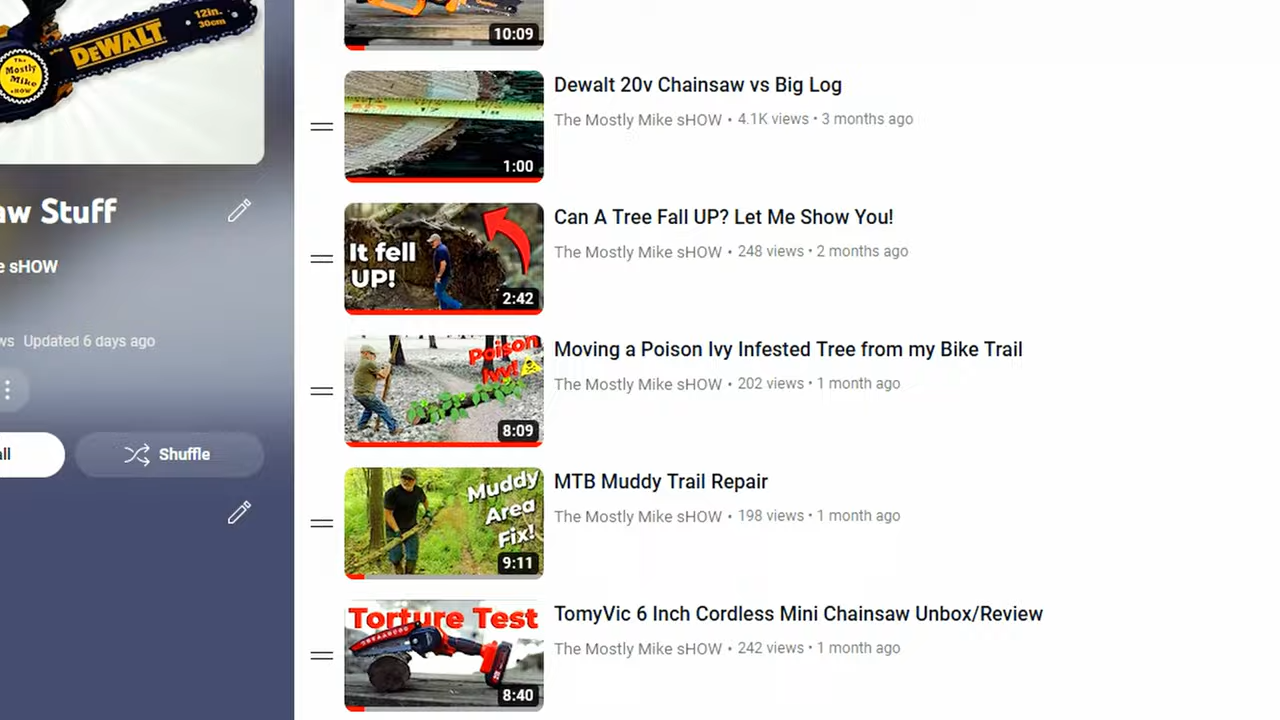 12in.
30cm
DEWALT
The
Mostly
Mike
sHOW
aw Stuff
e sHOW
ws Updated 6 days ago
all
Shuffle
10:09
1:00
Dewalt 20v Chainsaw vs Big Log
The Mostly Mike sHOW • 4.1K views • 3 months ago
It fell
UP!
2:42
Can A Tree Fall UP? Let Me Show You!
The Mostly Mike sHOW • 248 views • 2 months ago
Poison
Ivy!
8:09
Moving a Poison Ivy Infested Tree from my Bike Trail
The Mostly Mike sHOW • 202 views • 1 month ago
Muddy
Area
Fix!
9:11
MTB Muddy Trail Repair
The Mostly Mike sHOW • 198 views • 1 month ago
Torture Test
8:40
TomyVic 6 Inch Cordless Mini Chainsaw Unbox/Review
The Mostly Mike sHOW • 242 views • 1 month ago